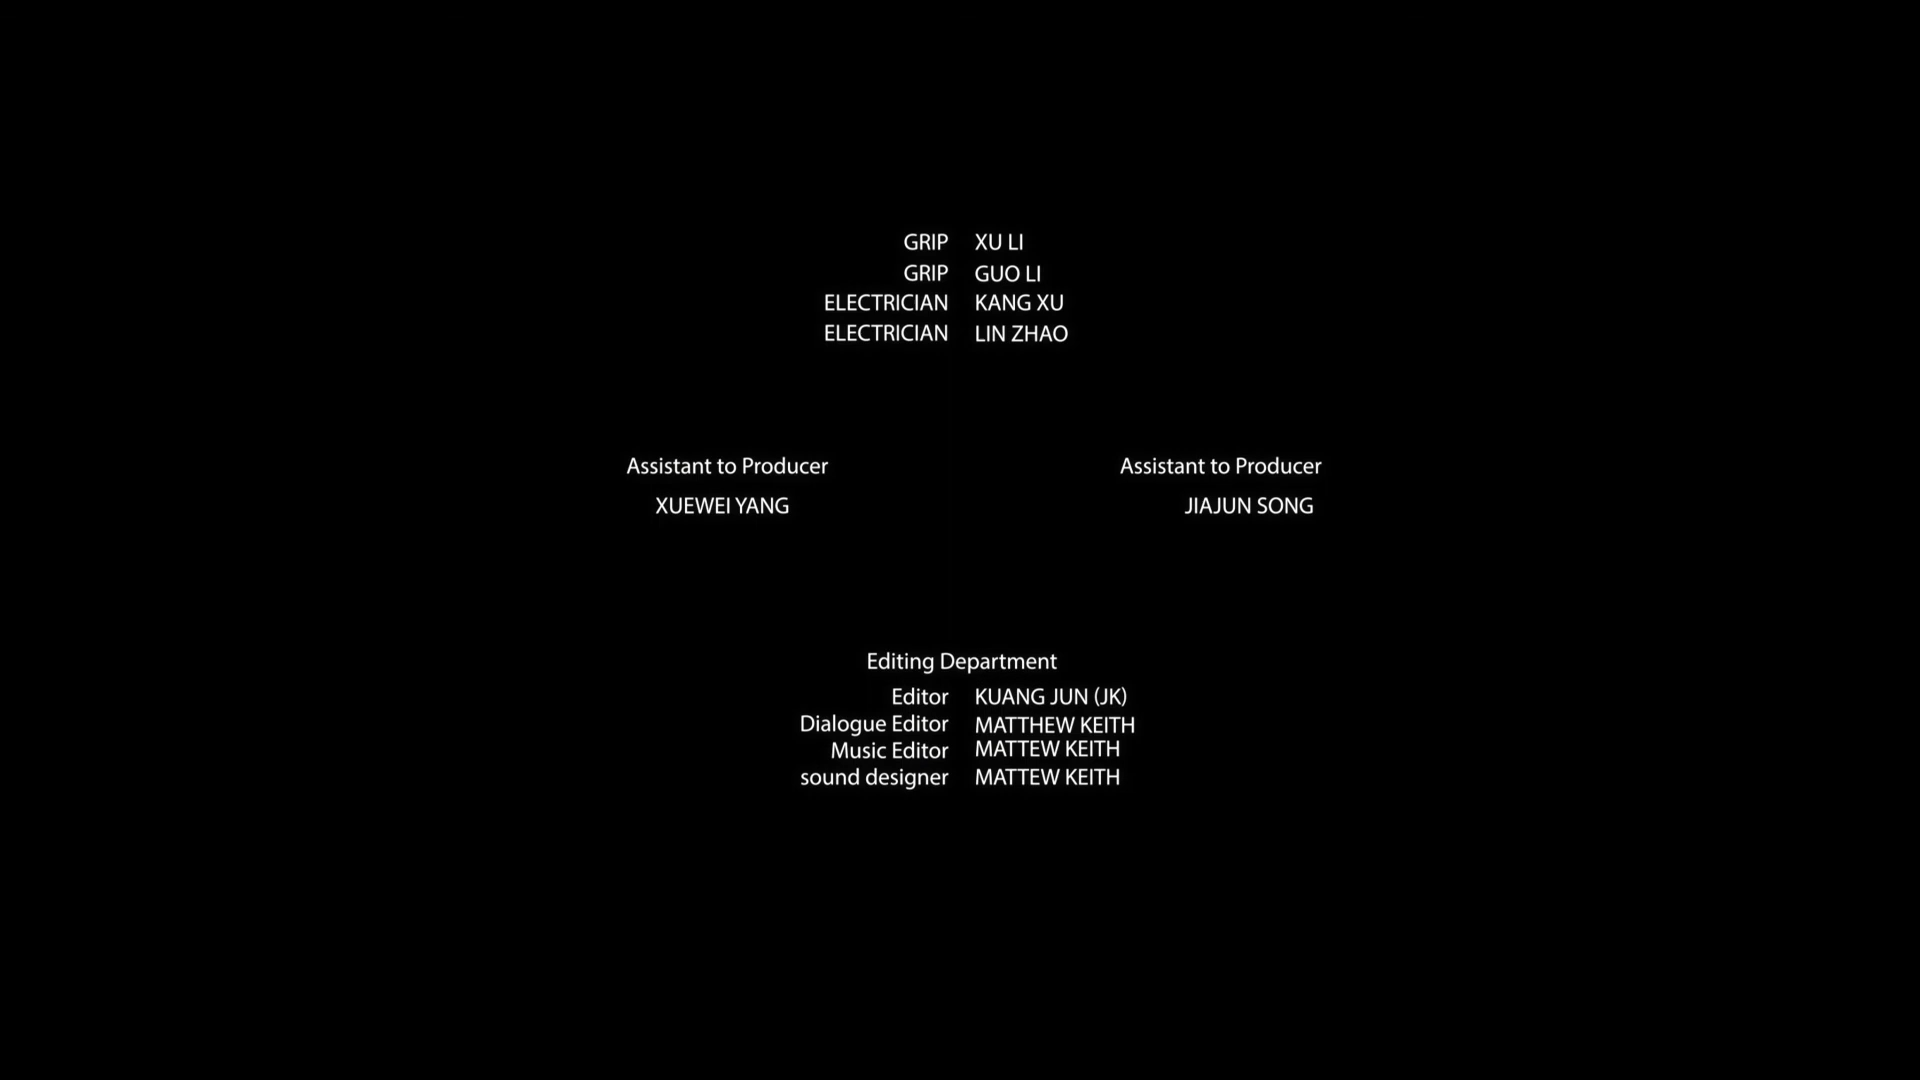 GRIP XU LI
GRIP GUO LI
ELECTRICIAN KANG XU
ELECTRICIAN LIN ZHAO
Assistant to Producer Assistant to Producer
XUEWEI YANG JIAJUN SONG
Editing Department
Editor KUANG JUN (JK)
Dialogue Editor MATTHEW KEITH
Music Editor MATTEW KEITH
sound designer MATTEW KEITH